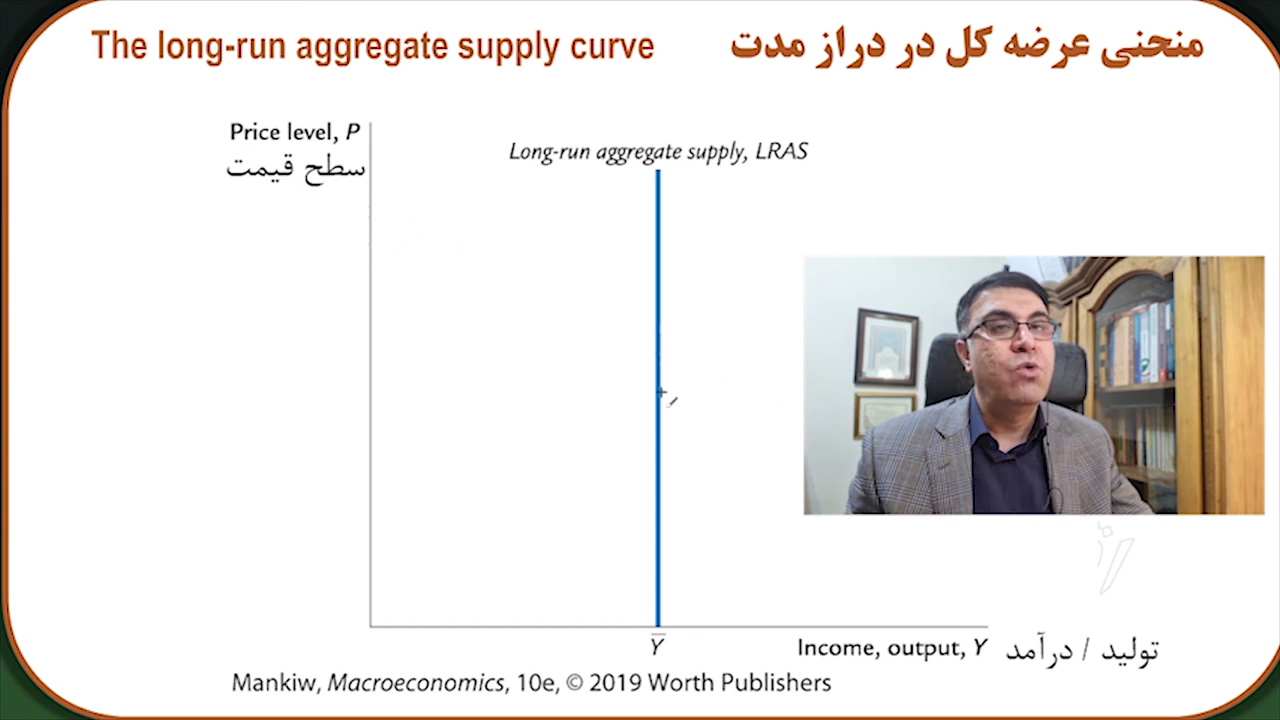 The long-run aggregate supply curve
منحنی عرضه کل در دراز مدت
Price level, P
سطح قیمت
Long-run aggregate supply, LRAS
Y̅
Income, output, Y
تولید / درآمد
Mankiw, Macroeconomics, 10e, © 2019 Worth Publishers